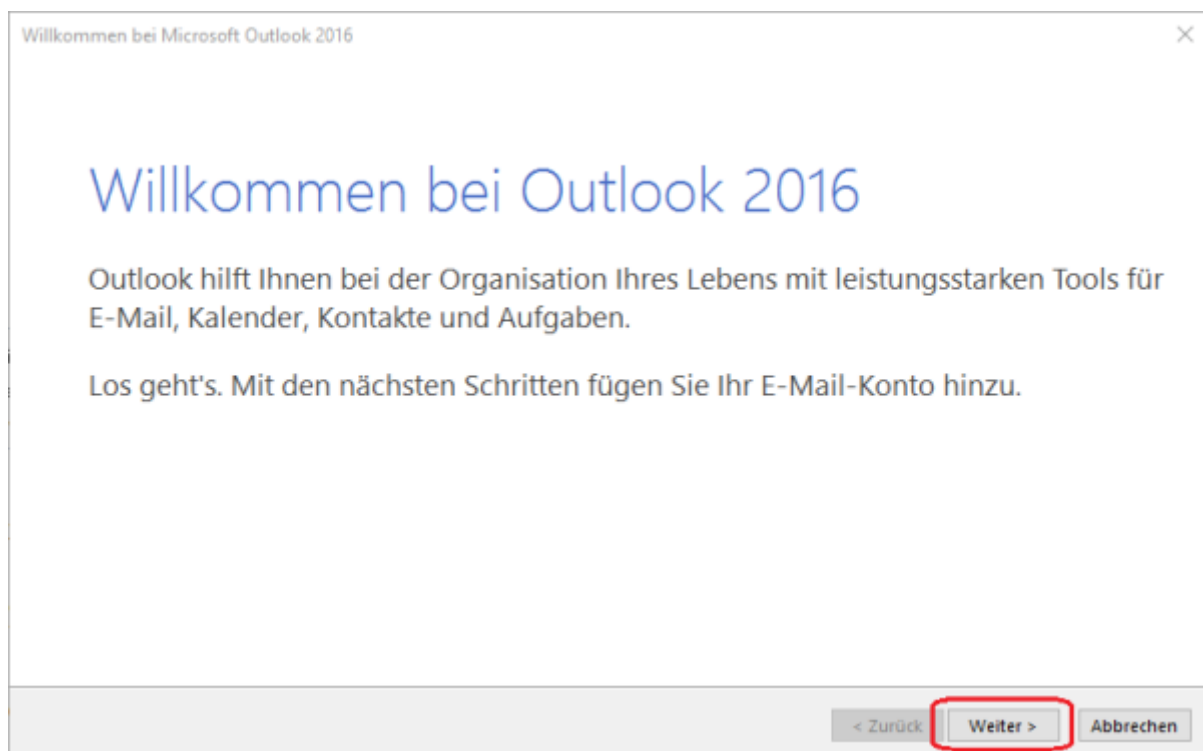 Willkommen bei Microsoft Outlook 2016
Willkommen bei Outlook 2016
Outlook hilft Ihnen bei der Organisation Ihres Lebens mit leistungsstarken Tools für
E-Mail, Kalender, Kontakte und Aufgaben.
Los geht's. Mit den nächsten Schritten fügen Sie Ihr E-Mail-Konto hinzu.
< Zurück Weiter > Abbrechen